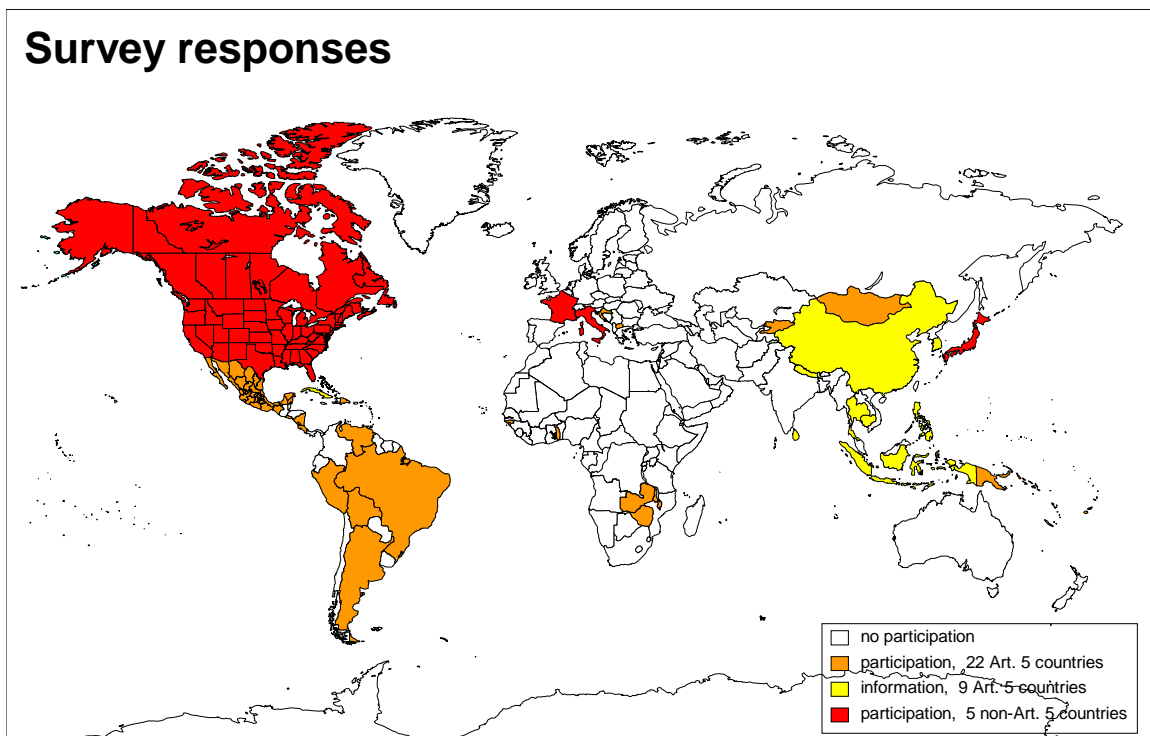 Survey responses
no participation
participation, 22 Art. 5 countries
information, 9 Art. 5 countries
participation, 5 non-Art. 5 countries